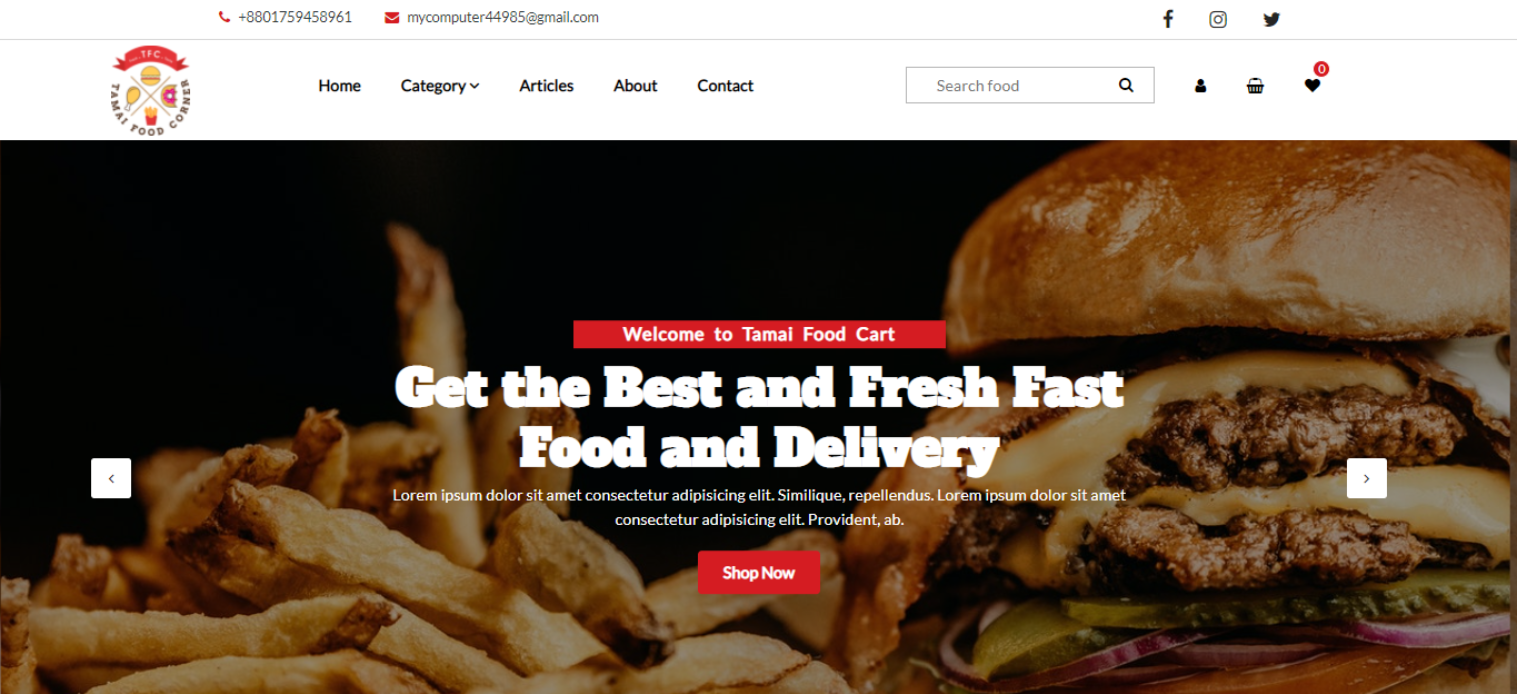 +8801759458961 mycomputer44985@gmail.com
TFC
TAMAI FOOD CORNER
Home Category Articles About Contact
Search food
0
Welcome to Tamai Food Cart
Get the Best and Fresh Fast
Food and Delivery
Lorem ipsum dolor sit amet consectetur adipisicing elit. Similique, repellendus. Lorem ipsum dolor sit amet
consectetur adipisicing elit. Provident, ab.
Shop Now